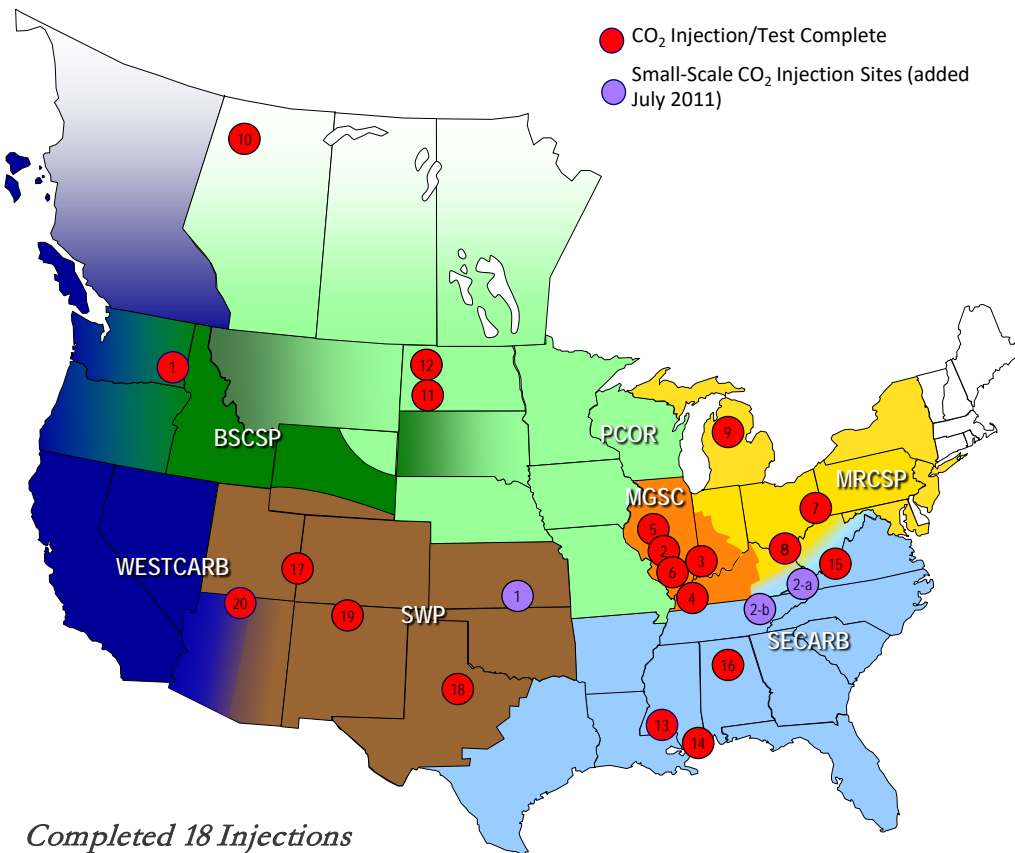 CO₂ Injection/Test Complete
Small-Scale CO₂ Injection Sites (added
July 2011)
10
1
12
11
BSCSP
PCOR
9
MGSC
MRCSP
5
7
2
3
8
6
15
WESTCARB
17
2-a
1
4
20
19
SWP
2-b
SECARB
16
18
13
14
Completed 18 Injections